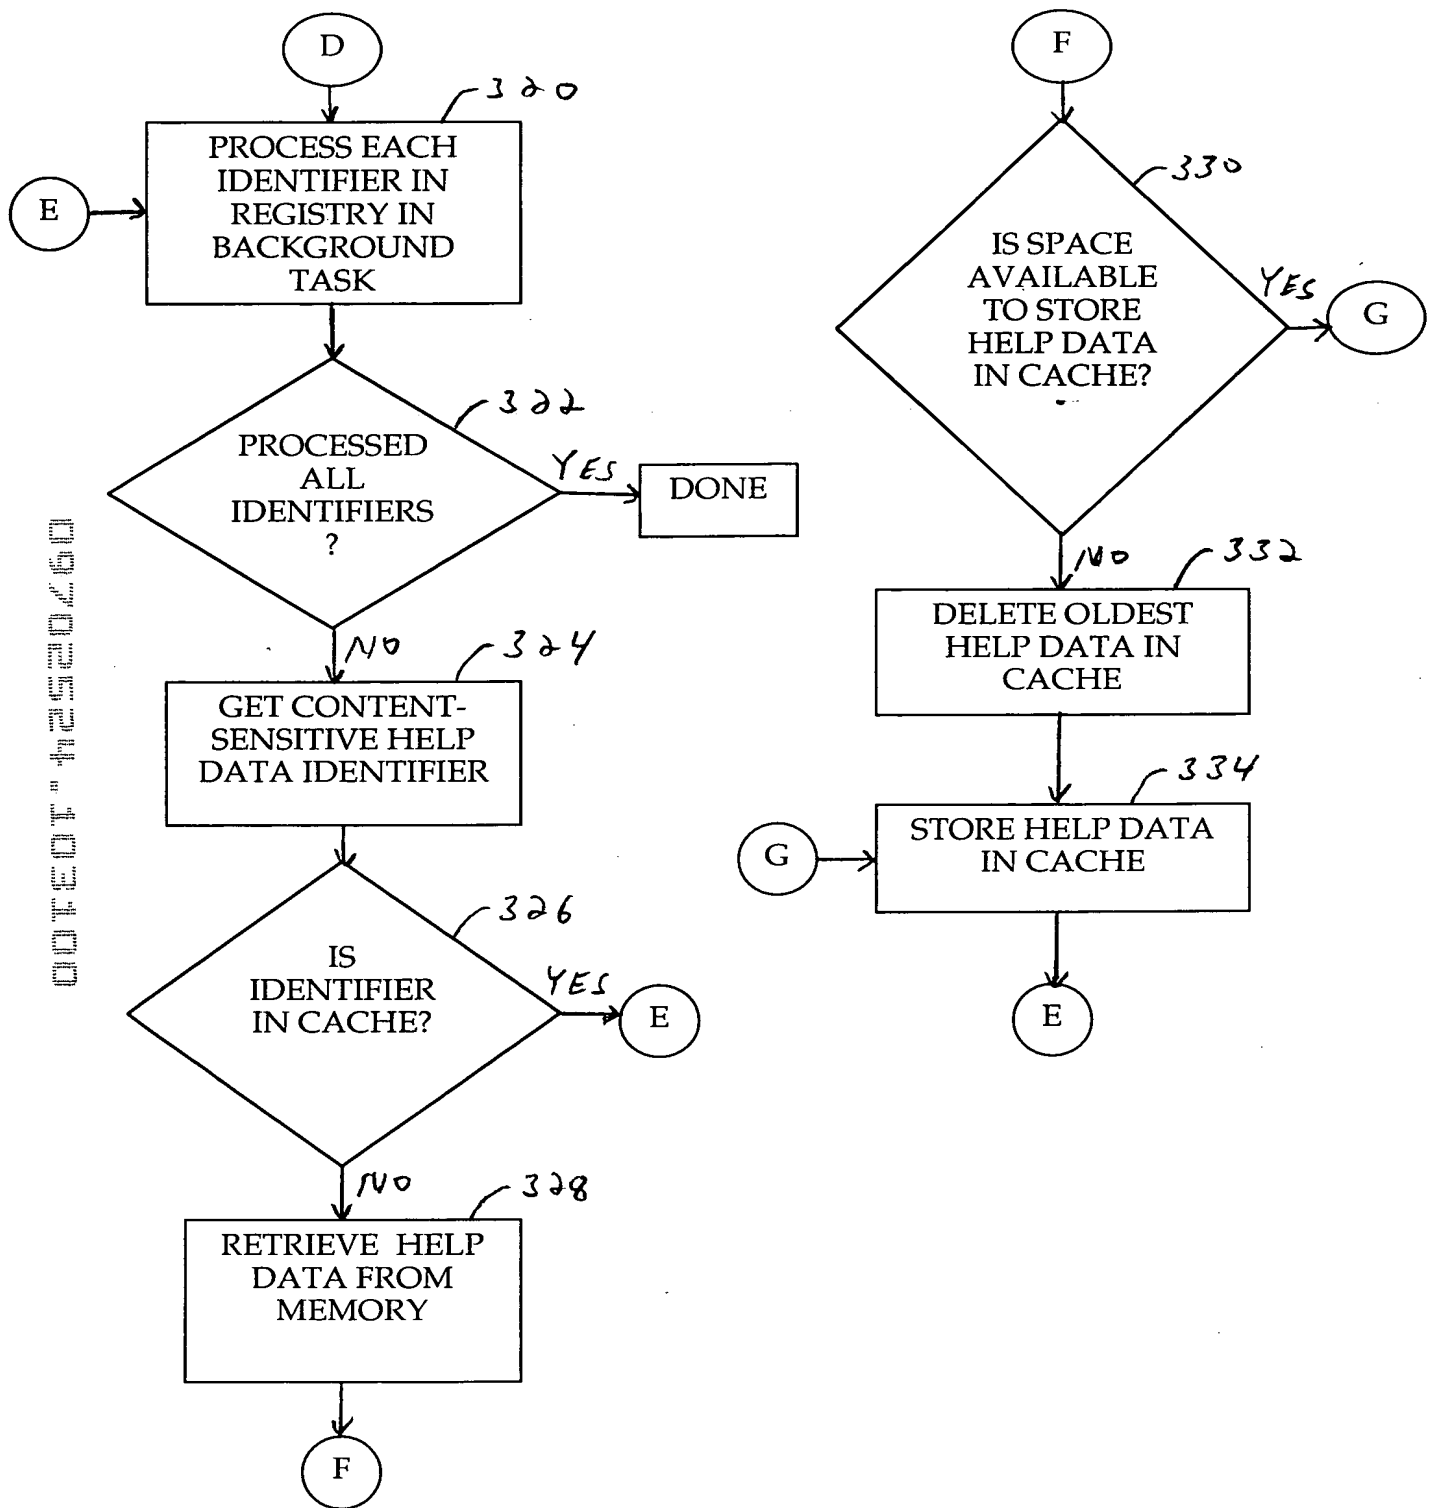 D
320
PROCESS EACH
IDENTIFIER IN
REGISTRY IN
BACKGROUND
TASK
E
322
PROCESSED
ALL
IDENTIFIERS
?
YES
DONE
NO
324
GET CONTENT-
SENSITIVE HELP
DATA IDENTIFIER
326
IS
IDENTIFIER
IN CACHE?
YES
E
NO
328
RETRIEVE HELP
DATA FROM
MEMORY
F
F
330
IS SPACE
AVAILABLE
TO STORE
HELP DATA
IN CACHE?
YES
G
NO
332
DELETE OLDEST
HELP DATA IN
CACHE
334
G
STORE HELP DATA
IN CACHE
E
09702524.103100